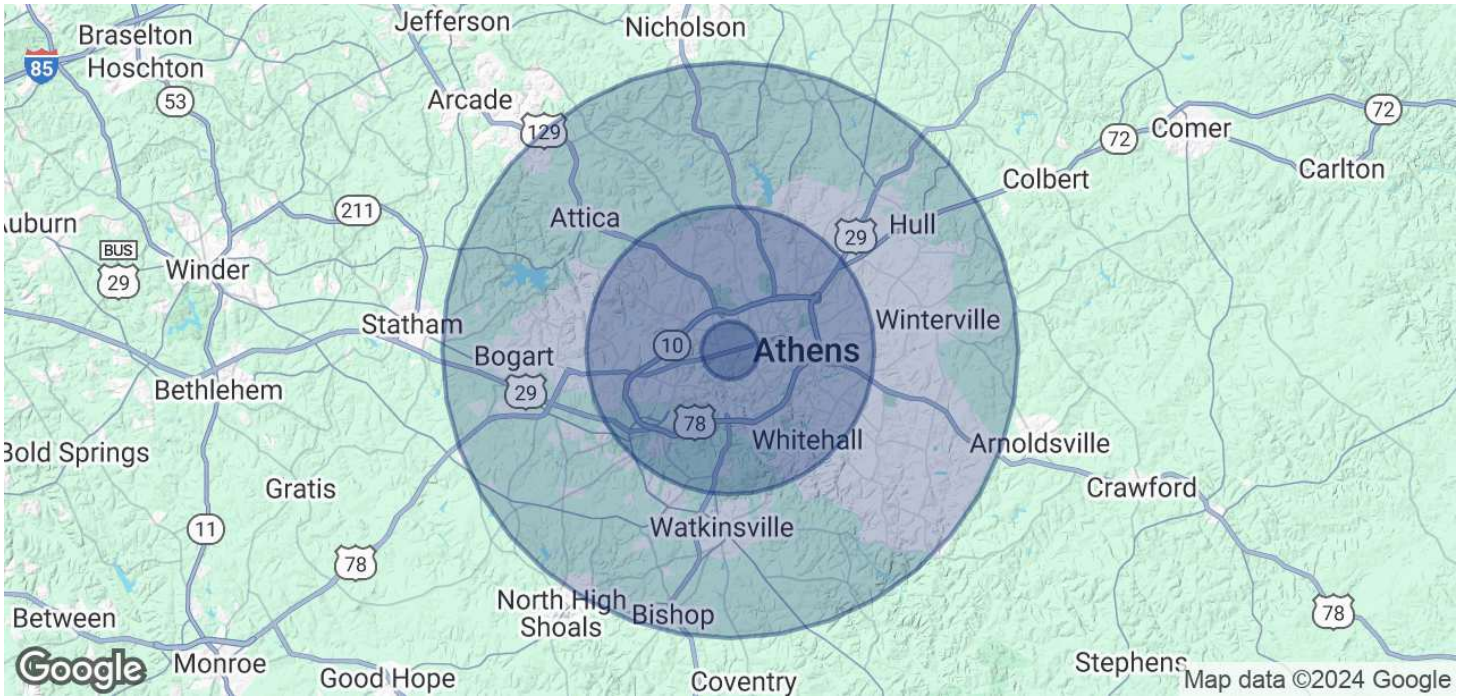 Jefferson
Nicholson
Braselton
85
Hoschton
53
Arcade
129
72
72
Comer
Carlton
Colbert
211
Attica
Hull
29
Auburn
BUS
29
Winder
Statham
Winterville
10
Athens
Bogart
29
Bethlehem
78
Whitehall
Arnoldsville
Bold Springs
Gratis
Crawford
11
Watkinsville
78
North High
Shoals
Bishop
78
Between
Monroe
Good Hope
Coventry
Stephens
Google
Map data ©2024 Google